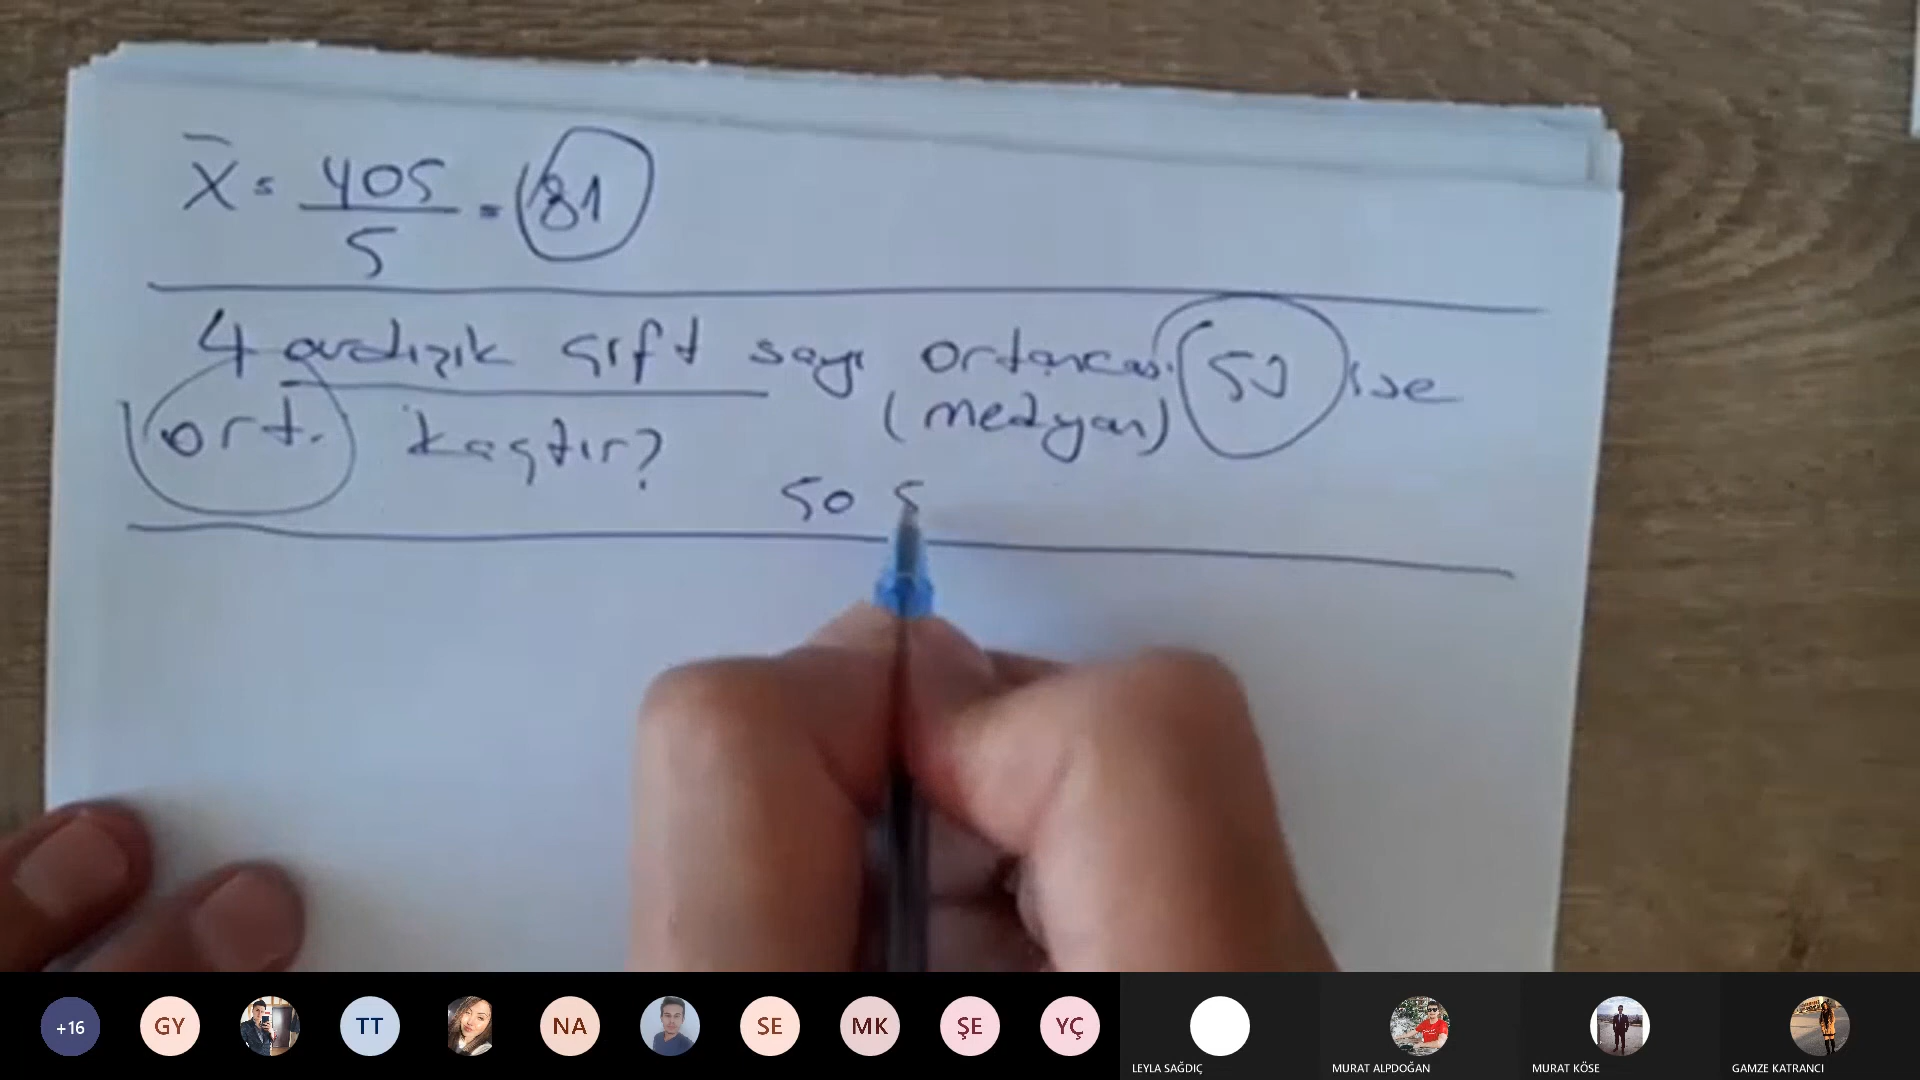 X̄ = 405 / 5 = 81
4 ardışık çift sayı ortancası ise
(medyan)
ort. kaçtır?
50 5
+16
GY
TT
NA
SE
MK
ŞE
YÇ
LEYLA SAĞDIÇ
MURAT ALPDOĞAN
MURAT KÖSE
GAMZE KATRANCI